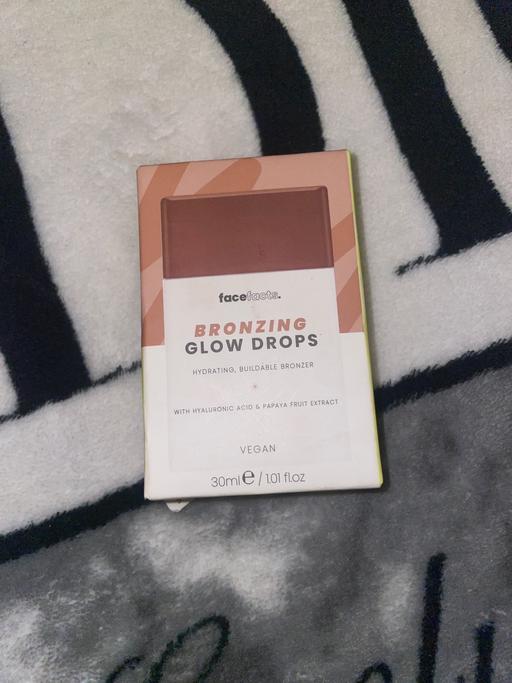 facefacts.
BRONZING
GLOW DROPS
HYDRATING, BUILDABLE BRONZER
WITH HYALURONIC ACID & PAPAYA FRUIT EXTRACT
VEGAN
30ml e / 1.01 fl.oz